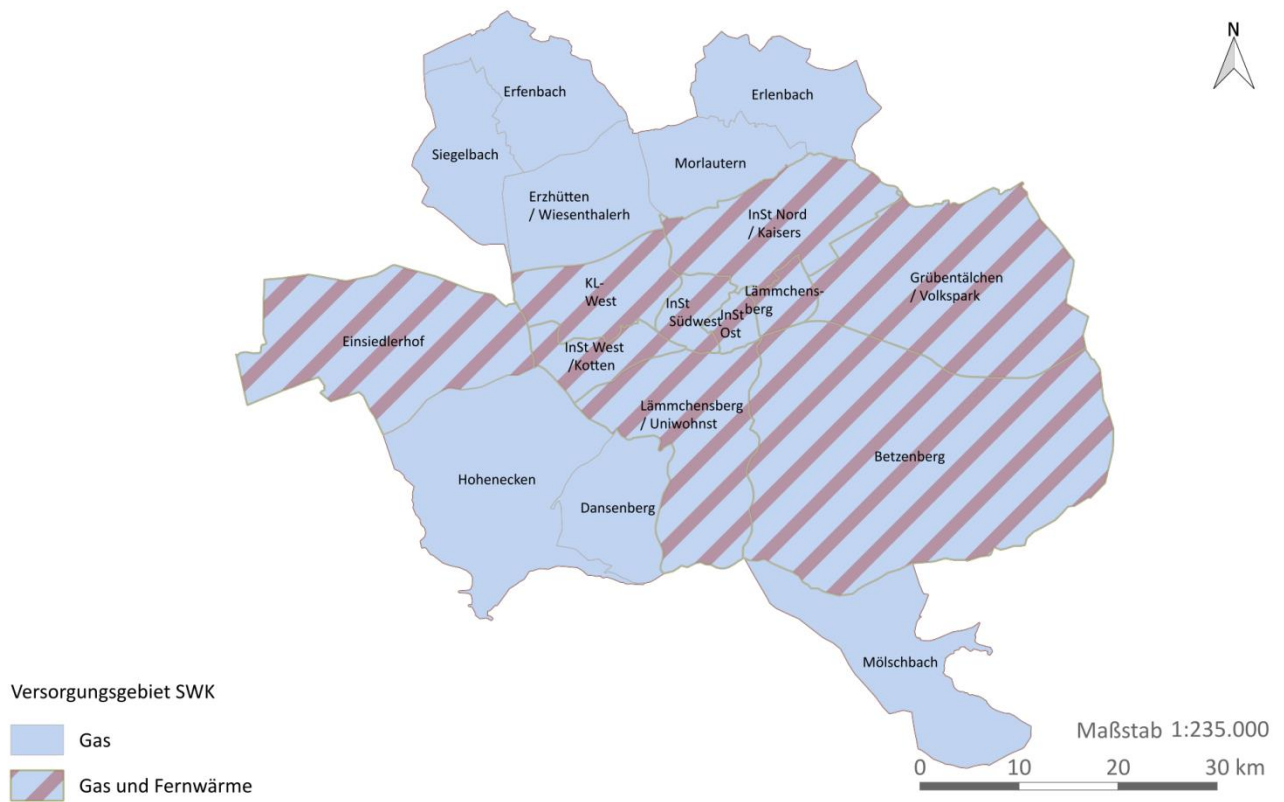 N
Erfenbach
Erlenbach
Siegelbach
Morlautern
Erzhütten
/ Wiesenthalerh
InSt Nord
/ Kaisers
Grübentälchen
/ Volkspark
KL-
West
Lämmchens-
berg
InSt
Südwest
InSt
Ost
Einsiedlerhof
InSt West
/Kotten
Lämmchensberg
/ Uniwohnst
Betzenberg
Hohenecken
Dansenberg
Mölschbach
Versorgungsgebiet SWK
Gas
Gas und Fernwärme
Maßstab 1:235.000
0 10 20 30 km